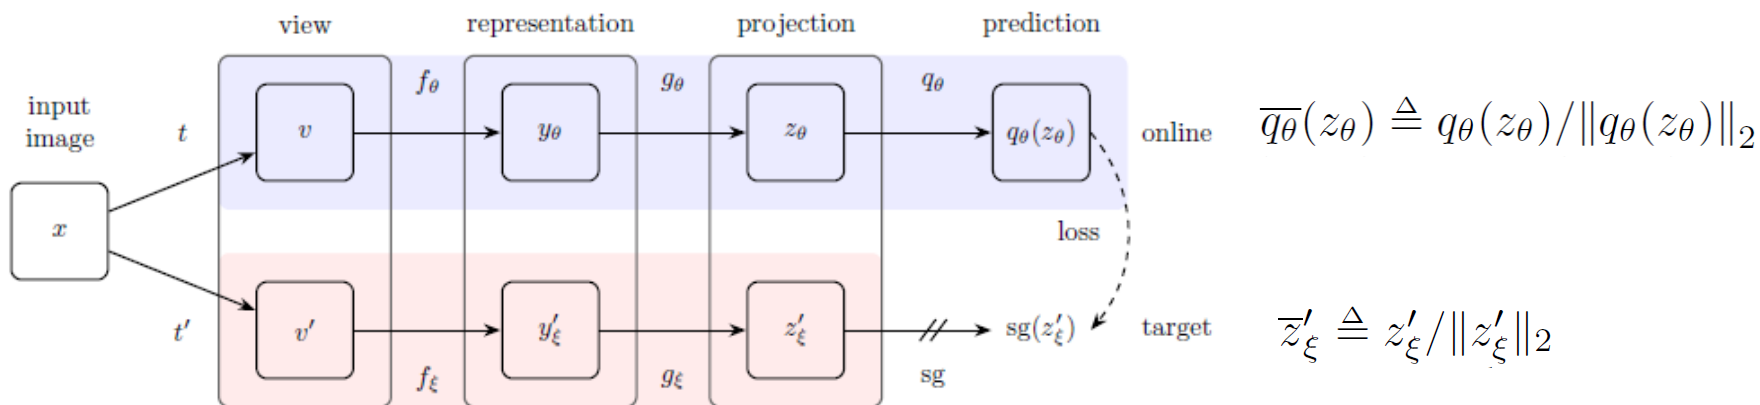 view
representation
projection
prediction
input
image
t
v
f_θ
y_θ
g_θ
z_θ
q_θ
q_θ(z_θ)
online
\overline{q_θ}(z_θ) ≜ q_θ(z_θ)/‖q_θ(z_θ)‖_2
x
loss
t′
v′
f_ξ
y′_ξ
g_ξ
z′_ξ
sg
sg(z′_ξ)
target
\overline{z}′_ξ ≜ z′_ξ/‖z′_ξ‖_2